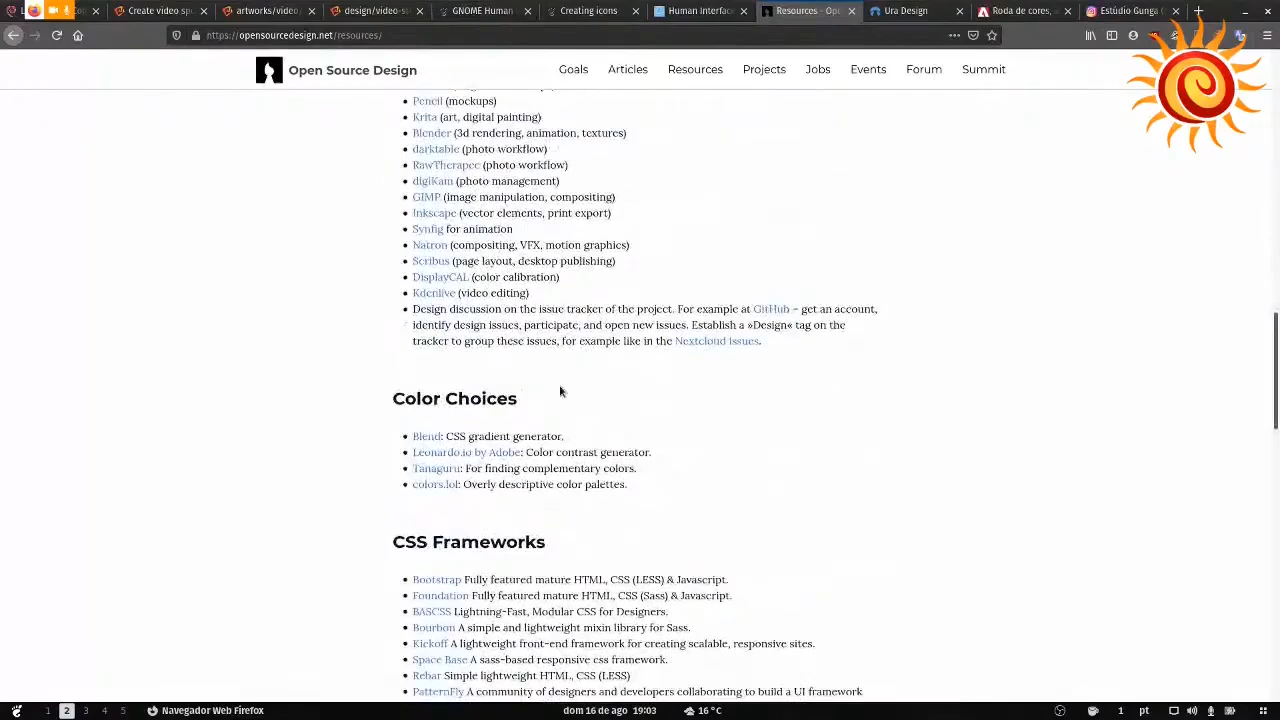 Create video sp
artworks/video/
design/video-s
GNOME Human
Creating icons
Human Interfac
Resources - Ope
Ura Design
Roda de cores,
Estúdio Gunga (
https://opensourcedesign.net/resources/
Open Source Design
Goals Articles Resources Projects Jobs Events Forum Summit
Pencil (mockups)
Krita (art, digital painting)
Blender (3d rendering, animation, textures)
darktable (photo workflow)
RawTherapee (photo workflow)
digiKam (photo management)
GIMP (image manipulation, compositing)
Inkscape (vector elements, print export)
Synfig for animation
Natron (compositing, VFX, motion graphics)
Scribus (page layout, desktop publishing)
DisplayCAL (color calibration)
Kdenlive (video editing)
Design discussion on the issue tracker of the project. For example at GitHub – get an account,
identify design issues, participate, and open new issues. Establish a »Design« tag on the
tracker to group these issues, for example like in the Nextcloud issues.
Color Choices
Blend: CSS gradient generator.
Leonardo.io by Adobe: Color contrast generator.
Tanaguru: For finding complementary colors.
colors.lol: Overly descriptive color palettes.
CSS Frameworks
Bootstrap Fully featured mature HTML, CSS (LESS) & Javascript.
Foundation Fully featured mature HTML, CSS (Sass) & Javascript.
BASCSS Lightning-Fast, Modular CSS for Designers.
Bourbon A simple and lightweight mixin library for Sass.
Kickoff A lightweight front-end framework for creating scalable, responsive sites.
Space Base A sass-based responsive css framework.
Rebar Simple lightweight HTML, CSS (LESS)
PatternFly A community of designers and developers collaborating to build a UI framework
1 2 3 4 5 Navegador Web Firefox dom 16 de ago 19:03 16 °C 1 pt